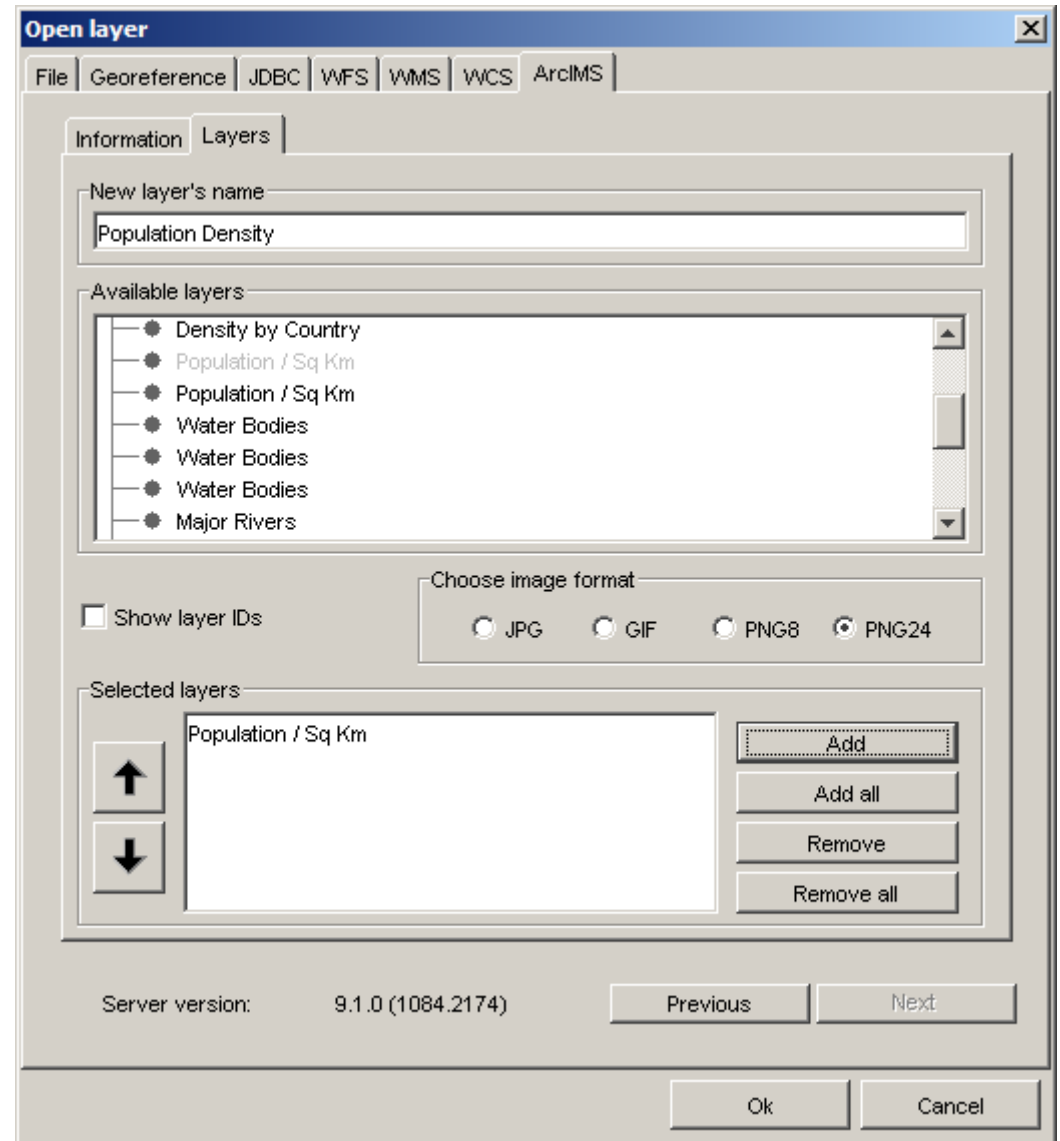 Open layer
File Georeference JDBC WFS WMS WCS ArcIMS
Information Layers
New layer's name
Population Density
Available layers
Density by Country
Population / Sq Km
Population / Sq Km
Water Bodies
Water Bodies
Water Bodies
Major Rivers
Show layer IDs
Choose image format
JPG GIF PNG8 PNG24
Selected layers
Population / Sq Km
Add
Add all
Remove
Remove all
Server version: 9.1.0 (1084.2174) Previous Next
Ok Cancel